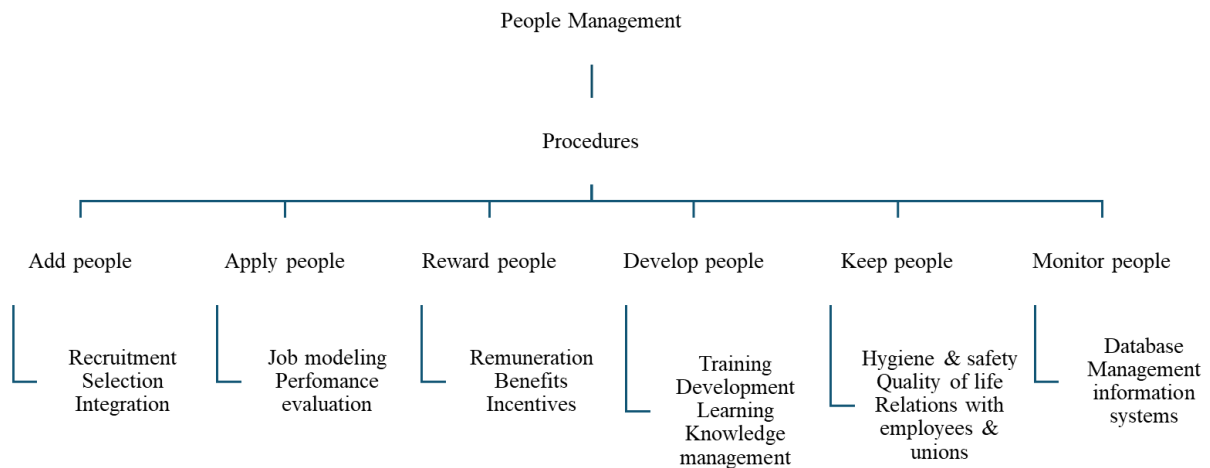 People Management
Procedures
Add people
Apply people
Reward people
Develop people
Keep people
Monitor people
Recruitment
Selection
Integration
Job modeling
Perfomance
evaluation
Remuneration
Benefits
Incentives
Training
Development
Learning
Knowledge
management
Hygiene & safety
Quality of life
Relations with
employees &
unions
Database
Management
information
systems